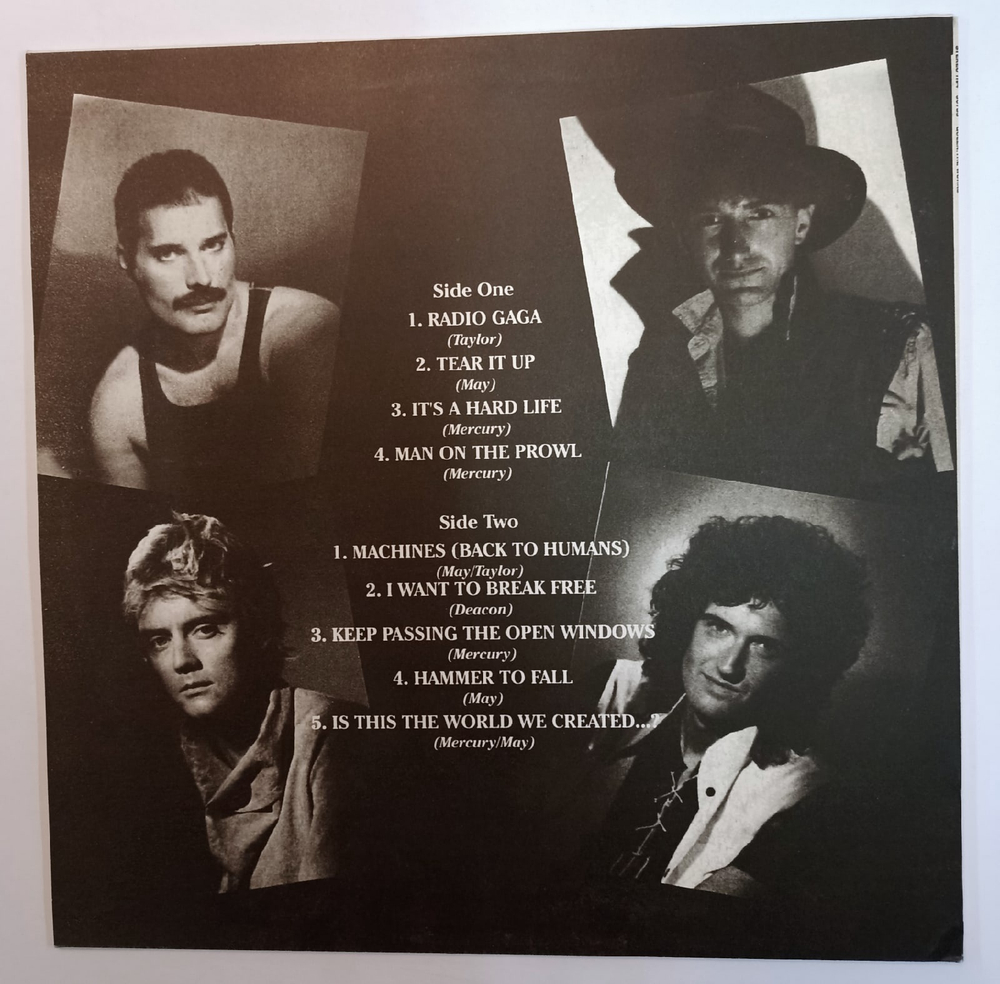 Side One
1. RADIO GAGA
(Taylor)
2. TEAR IT UP
(May)
3. IT'S A HARD LIFE
(Mercury)
4. MAN ON THE PROWL
(Mercury)
Side Two
1. MACHINES (BACK TO HUMANS)
(May/Taylor)
2. I WANT TO BREAK FREE
(Deacon)
3. KEEP PASSING THE OPEN WINDOWS
(Mercury)
4. HAMMER TO FALL
(May)
5. IS THIS THE WORLD WE CREATED...?
(Mercury/May)